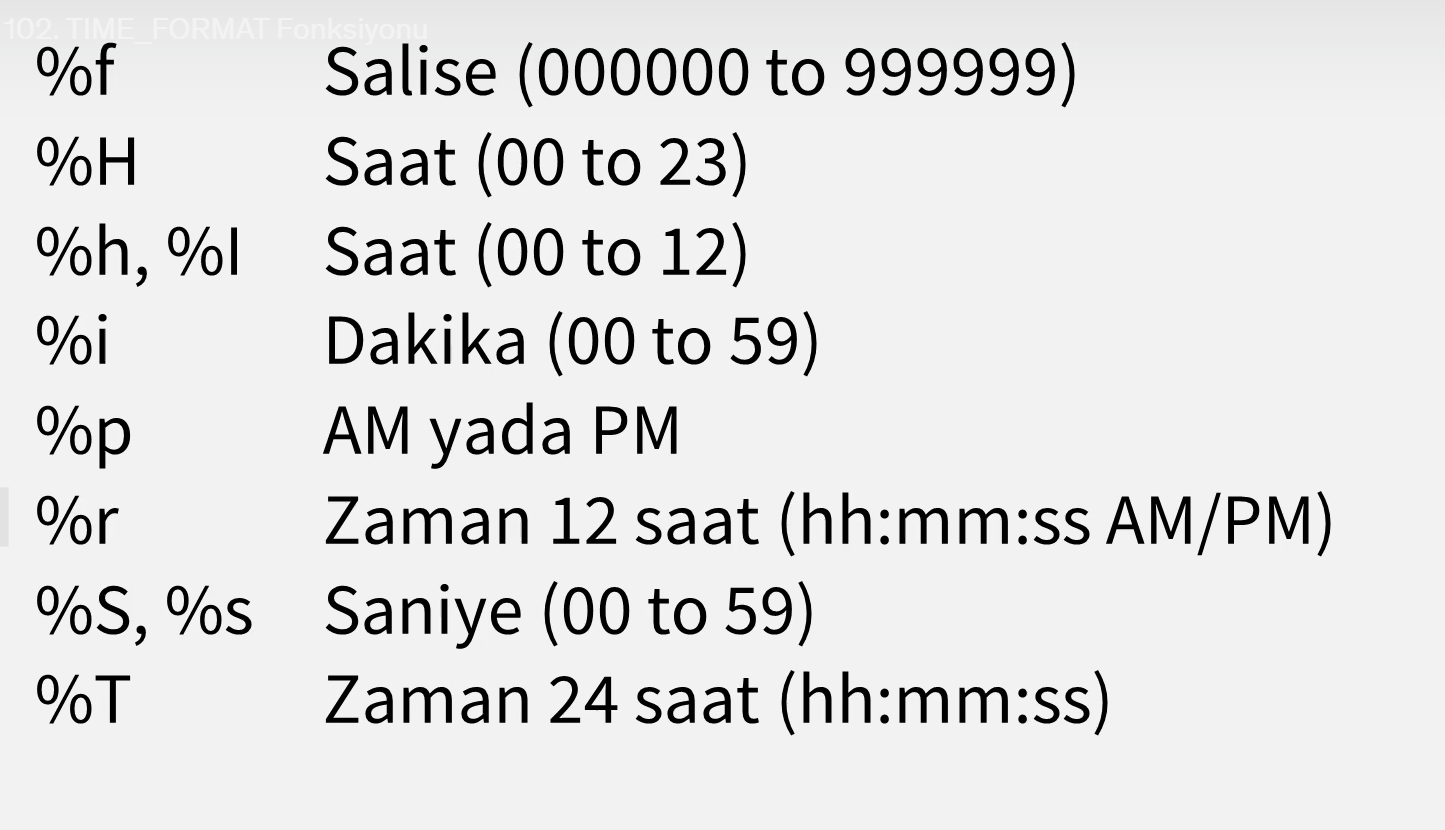 102. TIME_FORMAT Fonksiyonu
%f Salise (000000 to 999999)
%H Saat (00 to 23)
%h, %I Saat (00 to 12)
%i Dakika (00 to 59)
%p AM yada PM
%r Zaman 12 saat (hh:mm:ss AM/PM)
%S, %s Saniye (00 to 59)
%T Zaman 24 saat (hh:mm:ss)